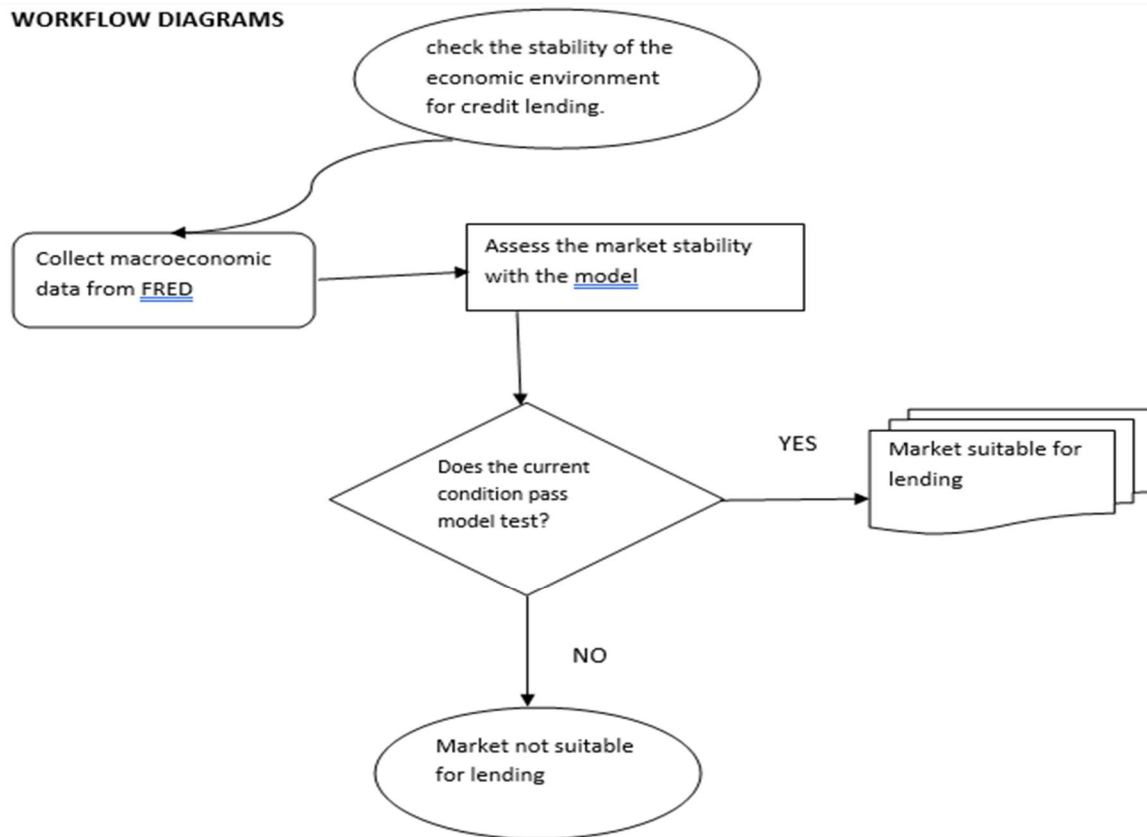 WORKFLOW DIAGRAMS
check the stability of the
economic environment
for credit lending.
Collect macroeconomic
data from FRED
Assess the market stability
with the model
Does the current
condition pass
model test?
YES
Market suitable for
lending
NO
Market not suitable
for lending